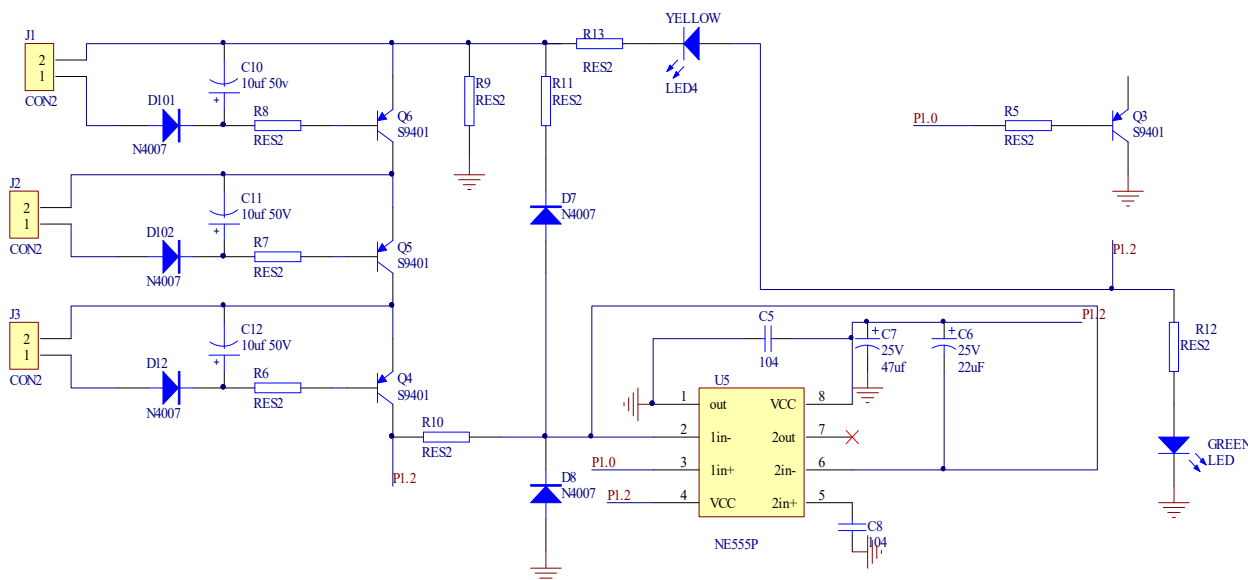 J1
2
1
CON2
C10
10uf 50v
D101
N4007
R8
RES2
Q6
S9401
R9
RES2
R11
RES2
R13
RES2
YELLOW
LED4
P1.0
R5
RES2
Q3
S9401
J2
2
1
CON2
C11
10uf 50V
D102
N4007
R7
RES2
Q5
S9401
D7
N4007
P1.2
J3
2
1
CON2
C12
10uf 50V
D12
N4007
R6
RES2
Q4
S9401
C5
104
C7
25V
47uf
C6
25V
22uF
P1.2
R12
RES2
U5
1 out VCC 8
2 1in- 2out 7
3 1in+ 2in- 6
4 VCC 2in+ 5
NE555P
R10
RES2
P1.2
P1.0
P1.2
D8
N4007
C8
104
GREEN
LED